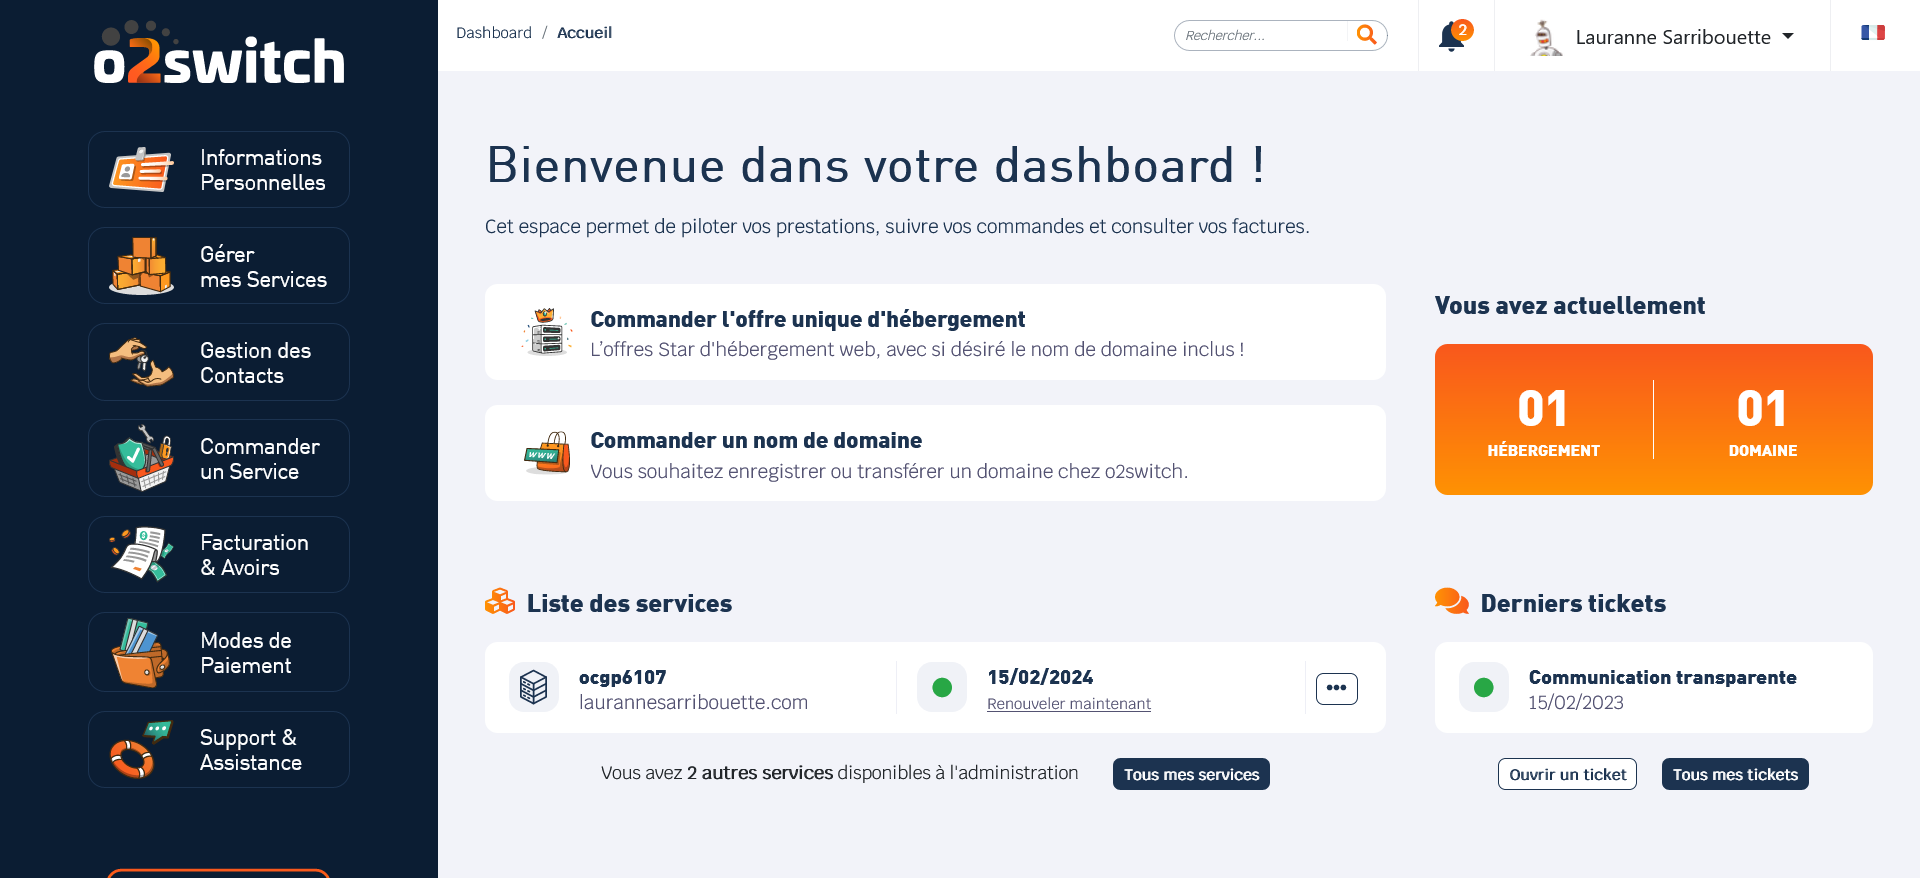 o2switch
Informations
Personnelles
Gérer
mes Services
Gestion des
Contacts
Commander
un Service
Facturation
& Avoirs
Modes de
Paiement
Support &
Assistance
Dashboard / Accueil
Rechercher...
2
Lauranne Sarribouette
Bienvenue dans votre dashboard !
Cet espace permet de piloter vos prestations, suivre vos commandes et consulter vos factures.
Commander l'offre unique d'hébergement
L’offres Star d'hébergement web, avec si désiré le nom de domaine inclus !
www
Commander un nom de domaine
Vous souhaitez enregistrer ou transférer un domaine chez o2switch.
Vous avez actuellement
01
HÉBERGEMENT
01
DOMAINE
Liste des services
ocgp6107
laurannesarribouette.com
15/02/2024
Renouveler maintenant
Vous avez 2 autres services disponibles à l'administration
Tous mes services
Derniers tickets
Communication transparente
15/02/2023
Ouvrir un ticket
Tous mes tickets